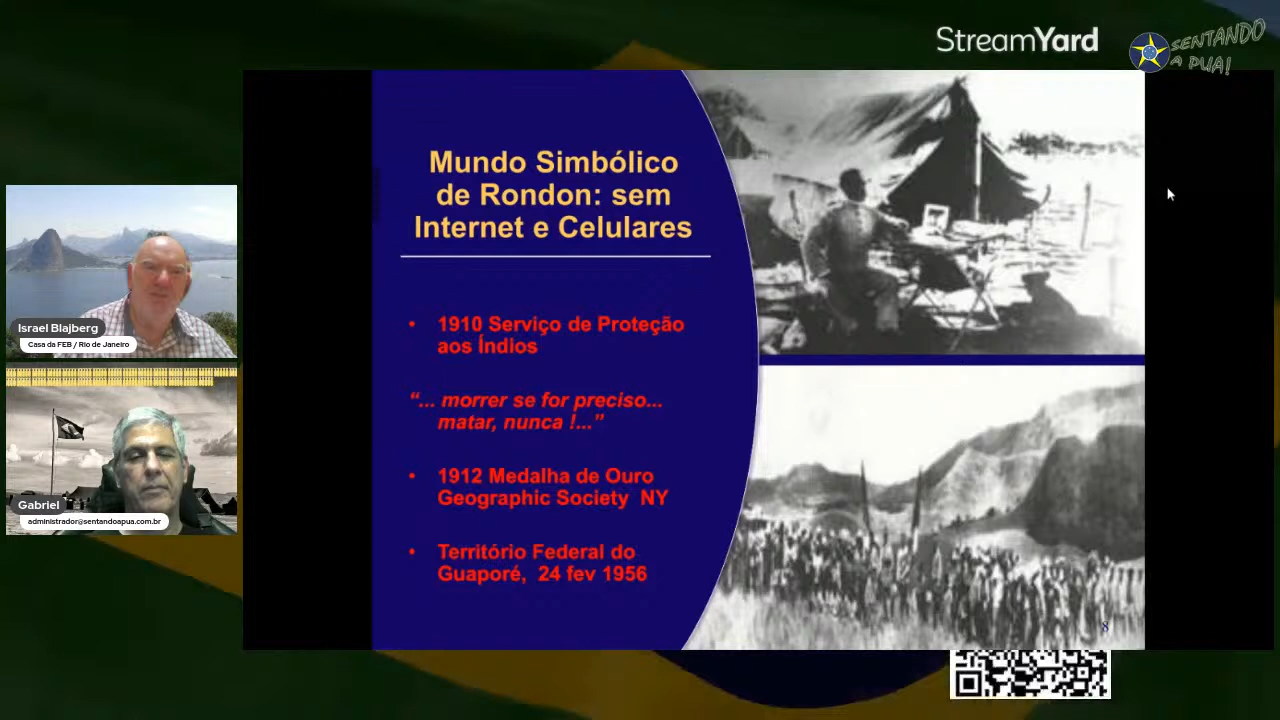 StreamYard
SENTANDO
A PUA!
Mundo Simbólico
de Rondon: sem
Internet e Celulares
• 1910 Serviço de Proteção
aos Índios
“... morrer se for preciso...
matar, nunca !...”
• 1912 Medalha de Ouro
Geographic Society NY
• Território Federal do
Guaporé, 24 fev 1956
8
Israel Blajberg
Casa da FEB / Rio de Janeiro
Gabriel
administrador@sentandoapua.com.br